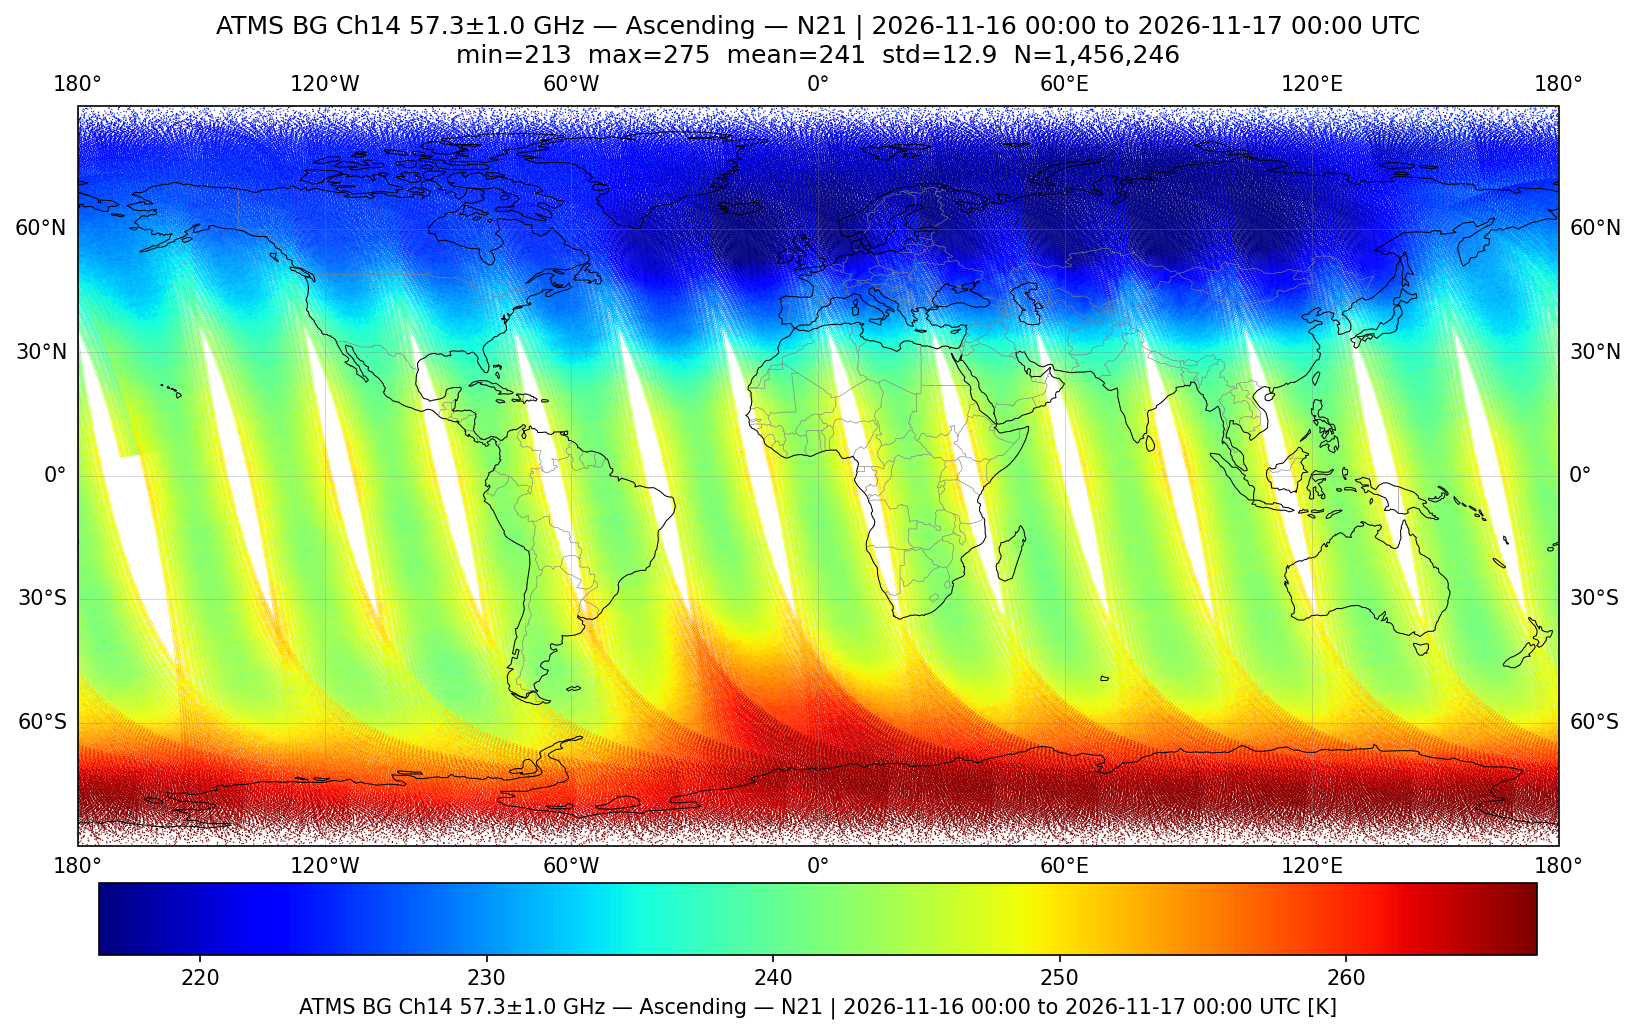 ATMS BG Ch14 57.3±1.0 GHz — Ascending — N21 | 2026-11-16 00:00 to 2026-11-17 00:00 UTC
min=213 max=275 mean=241 std=12.9 N=1,456,246
180° 120°W 60°W 0° 60°E 120°E 180°
60°N 60°N
30°N 30°N
0° 0°
30°S 30°S
60°S 60°S
180° 120°W 60°W 0° 60°E 120°E 180°
220 230 240 250 260
ATMS BG Ch14 57.3±1.0 GHz — Ascending — N21 | 2026-11-16 00:00 to 2026-11-17 00:00 UTC [K]